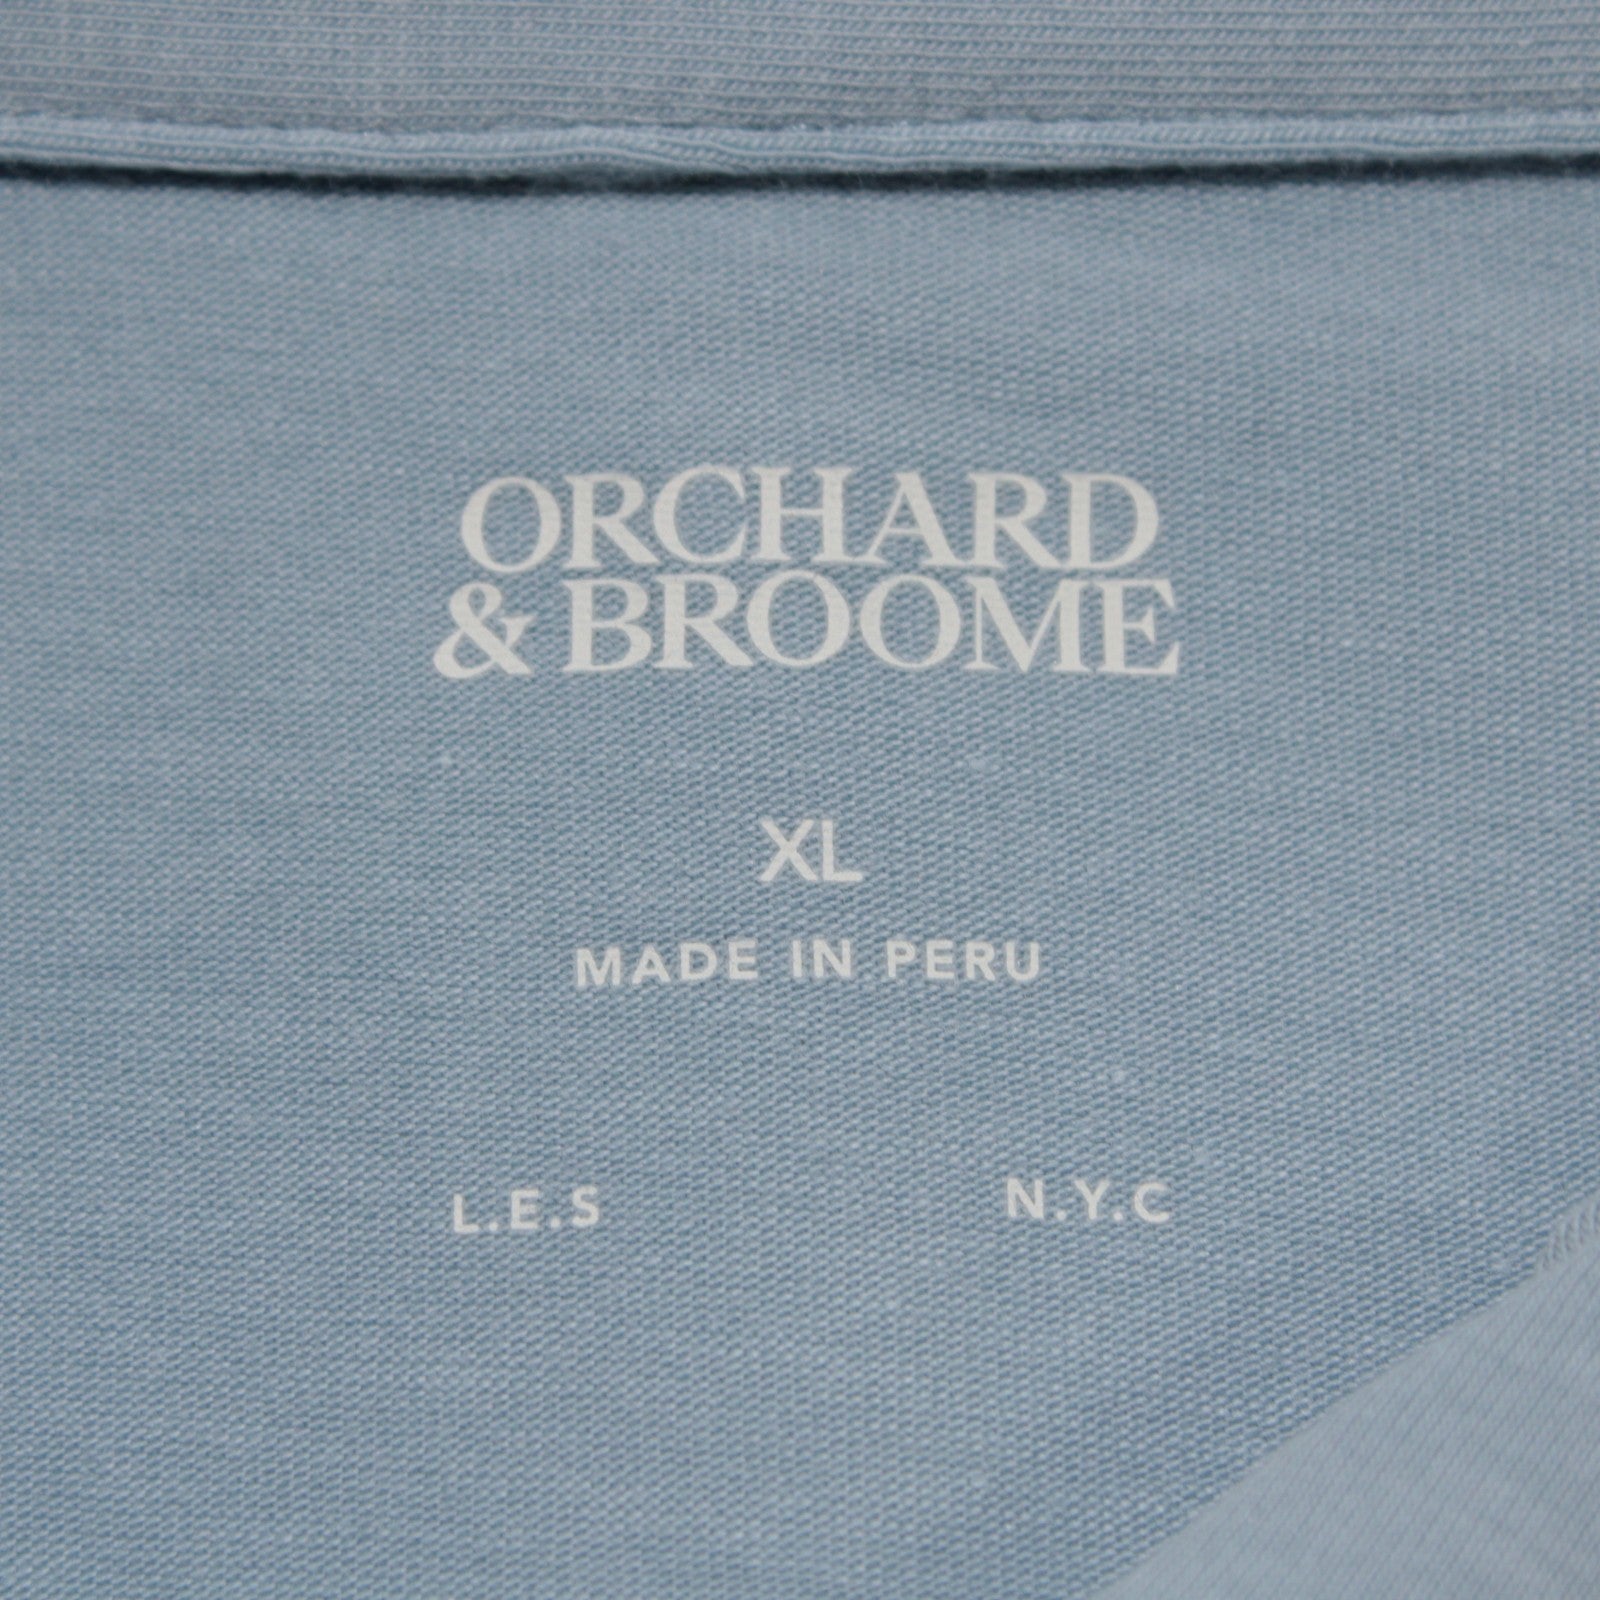 ORCHARD
& BROOME
XL
MADE IN PERU
L.E.S N.Y.C